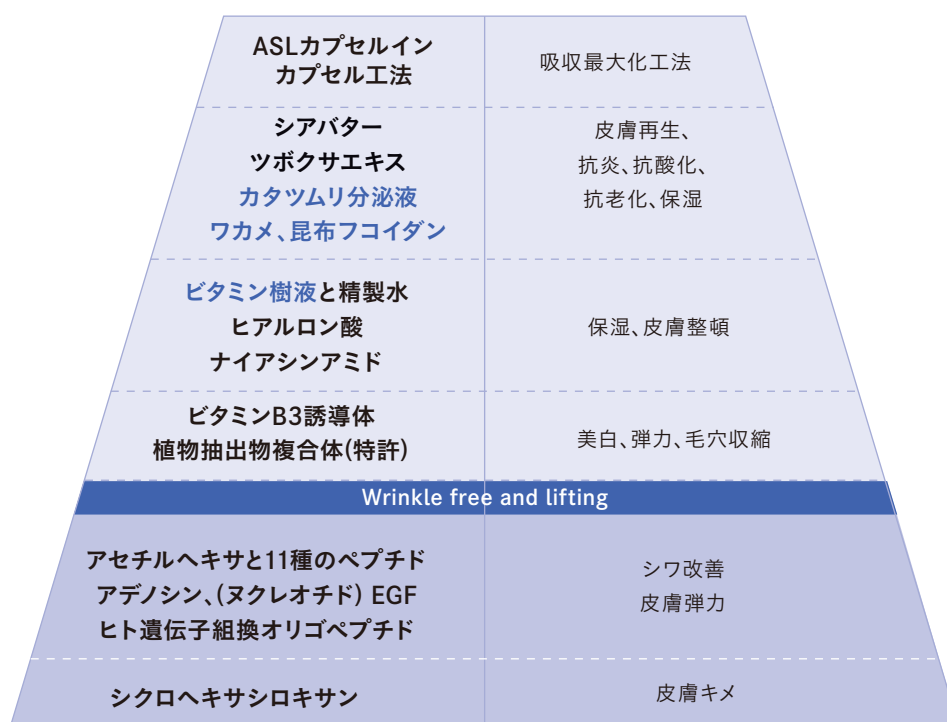 ASLカプセルイン
カプセル工法
吸収最大化工法
シアバター
ツボクサエキス
カタツムリ分泌液
ワカメ、昆布フコイダン
皮膚再生、
抗炎、抗酸化、
抗老化、保湿
ビタミン樹液と精製水
ヒアルロン酸
ナイアシンアミド
保湿、皮膚整頓
ビタミンB3誘導体
植物抽出物複合体(特許)
美白、弾力、毛穴収縮
Wrinkle free and lifting
アセチルヘキサと11種のペプチド
アデノシン、(ヌクレオチド) EGF
ヒト遺伝子組換オリゴペプチド
シワ改善
皮膚弾力
シクロヘキサシロキサン
皮膚キメ